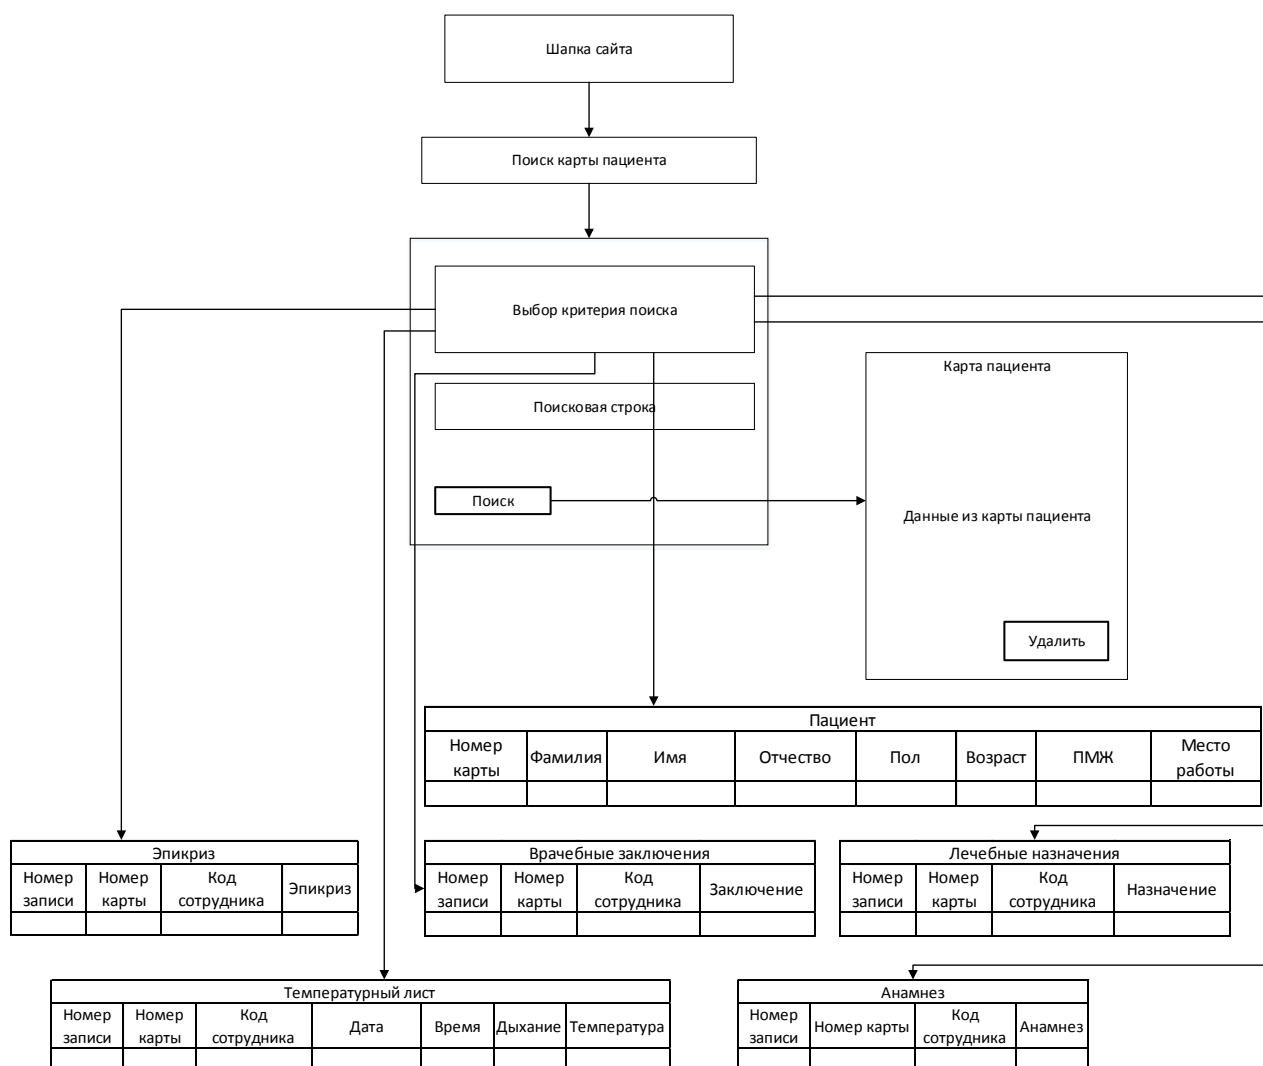 Шапка сайта
Поиск карты пациента
Выбор критерия поиска
Карта пациента
Поисковая строка
Поиск
Данные из карты пациента
Удалить
Пациент
Номер карты
Фамилия
Имя
Отчество
Пол
Возраст
ПМЖ
Место работы
Эпикриз
Номер записи
Номер карты
Код сотрудника
Эпикриз
Врачебные заключения
Номер записи
Номер карты
Код сотрудника
Заключение
Лечебные назначения
Номер записи
Номер карты
Код сотрудника
Назначение
Температурный лист
Номер записи
Номер карты
Код сотрудника
Дата
Время
Дыхание
Температура
Анамнез
Номер записи
Номер карты
Код сотрудника
Анамнез